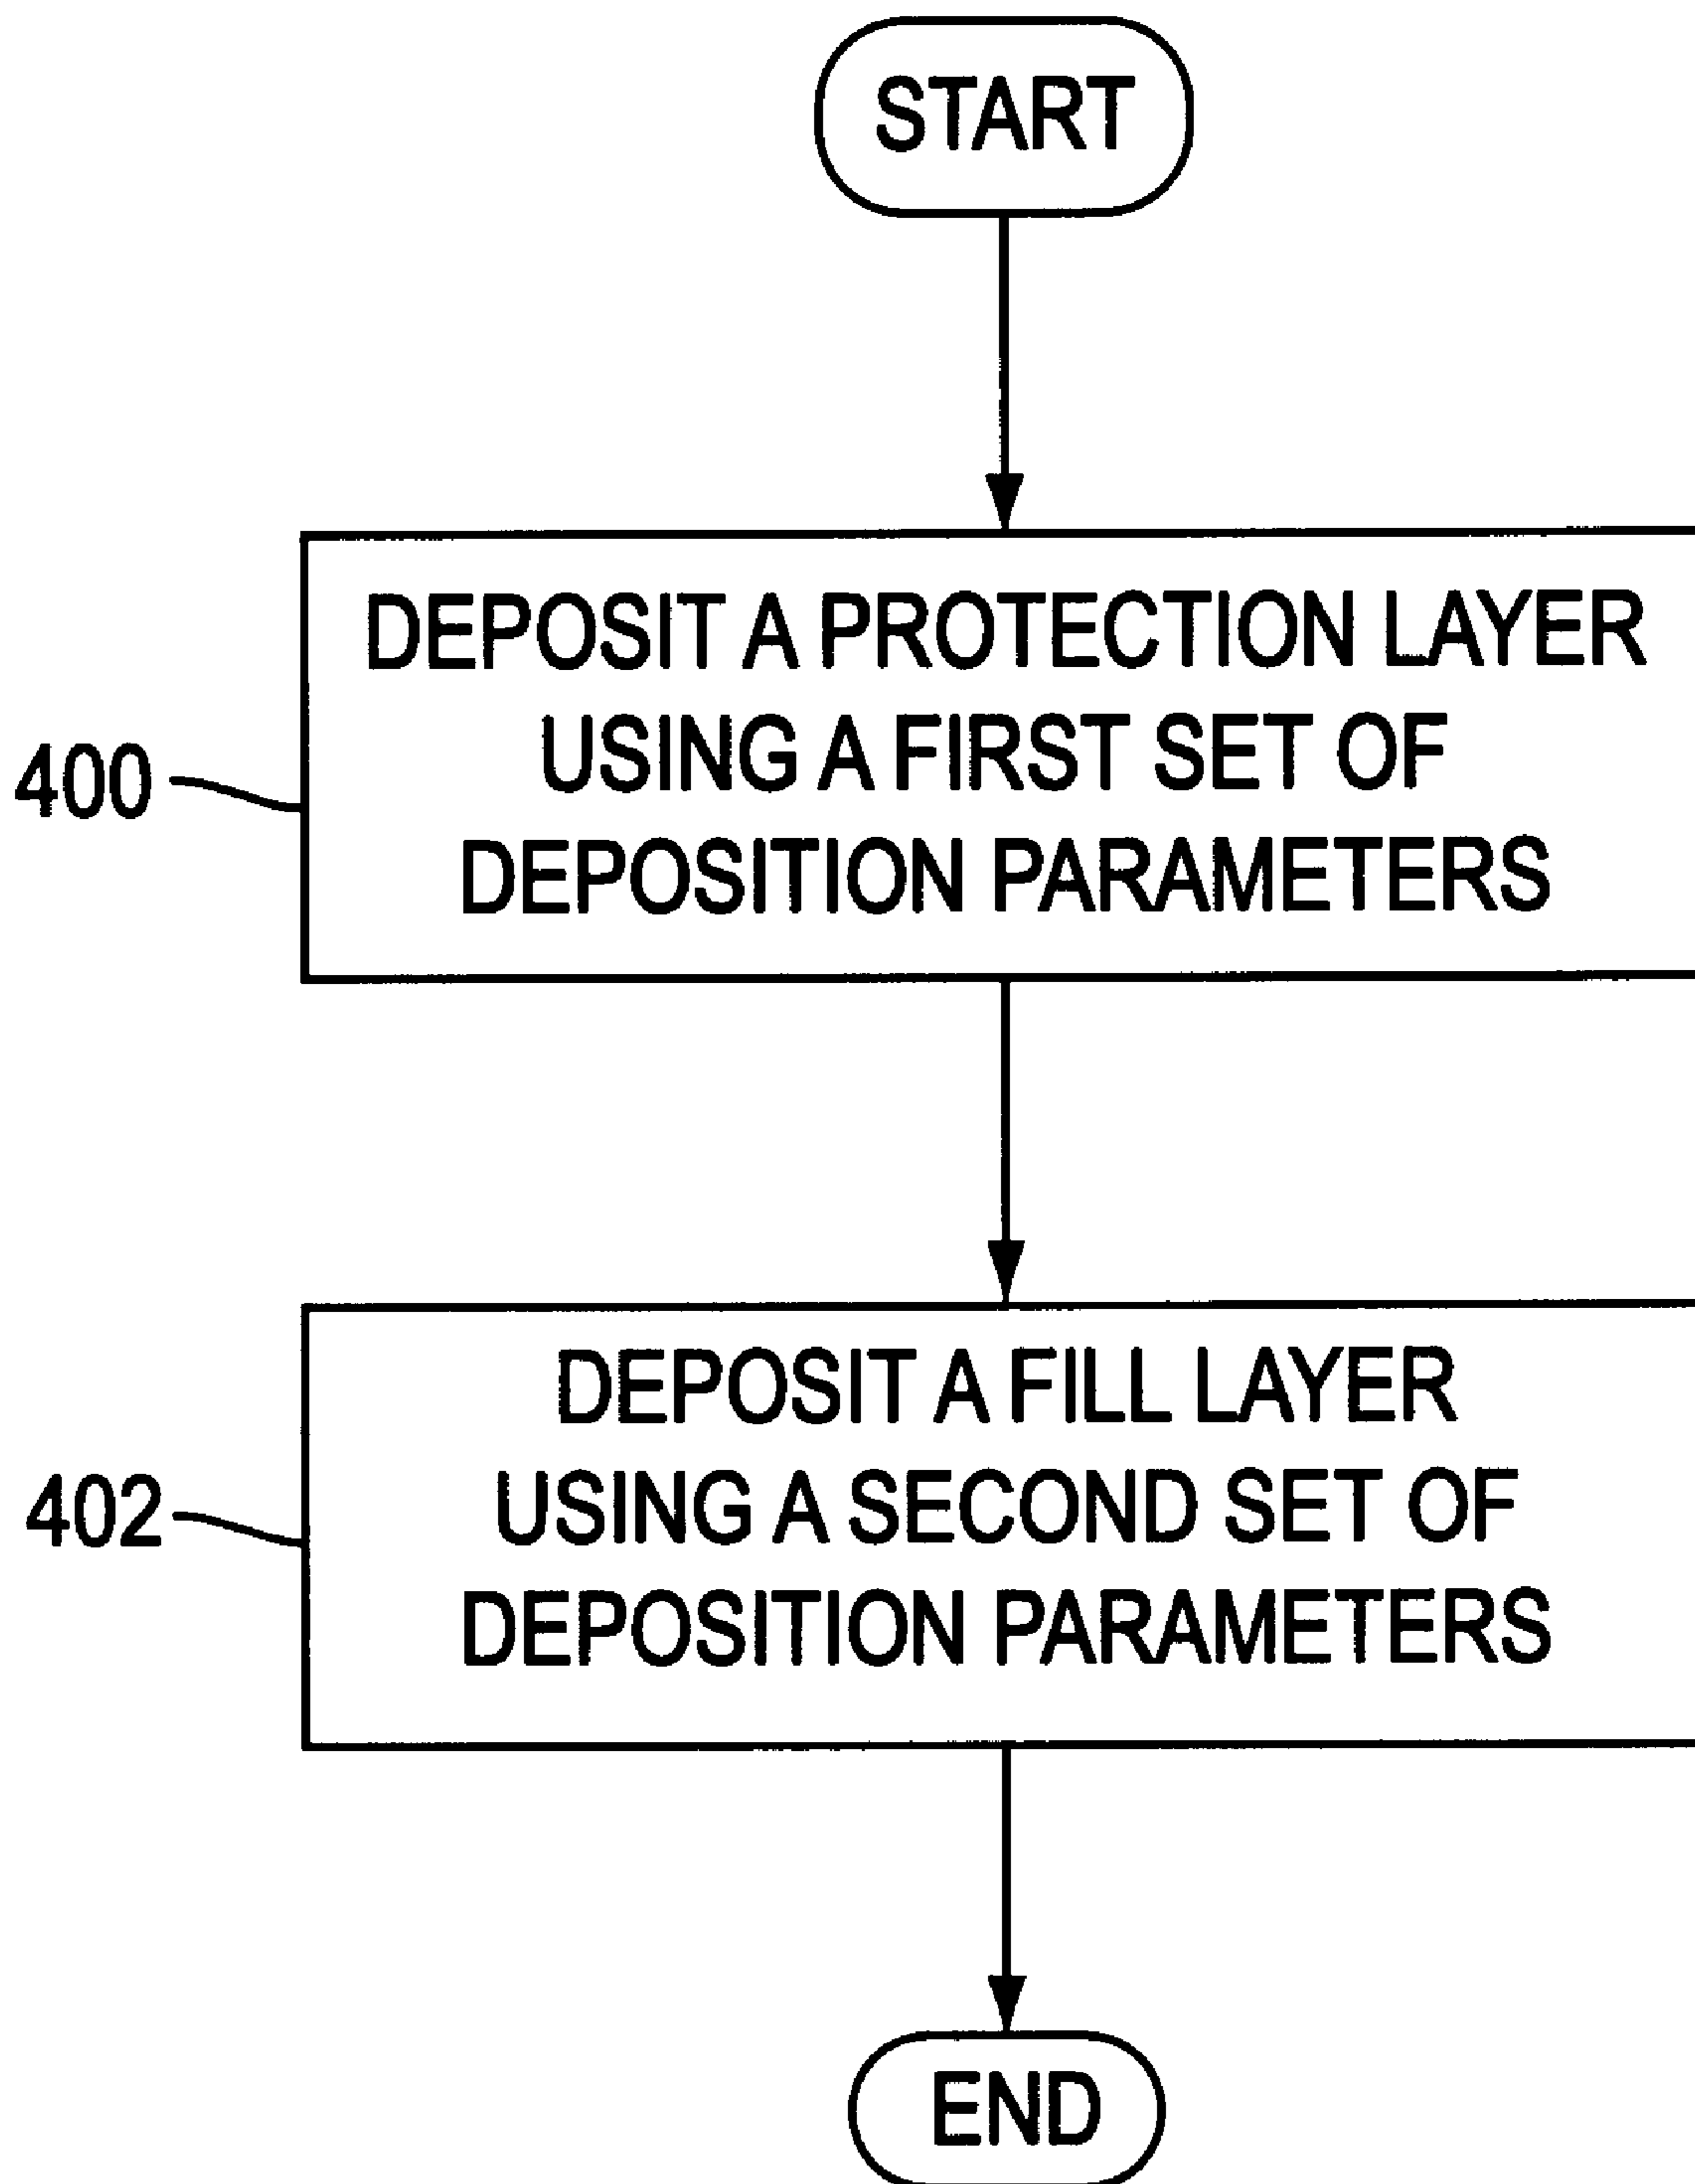 START
DEPOSIT A PROTECTION LAYER
USING A FIRST SET OF
DEPOSITION PARAMETERS
400
DEPOSIT A FILL LAYER
USING A SECOND SET OF
DEPOSITION PARAMETERS
402
END